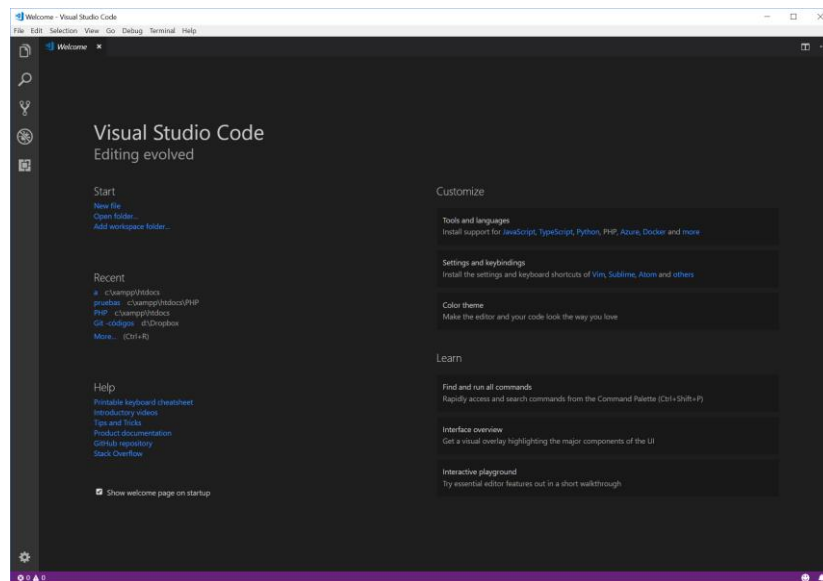 Welcome - Visual Studio Code
File Edit Selection View Go Debug Terminal Help
Welcome
Visual Studio Code
Editing evolved
Start
New file
Open folder...
Add workspace folder...
Recent
a c:\xampp\htdocs
pruebas c:\xampp\htdocs\PHP
PHP c:\xampp\htdocs
Git -códigos d:\Dropbox
More... (Ctrl+R)
Help
Printable keyboard cheatsheet
Introductory videos
Tips and Tricks
Product documentation
GitHub repository
Stack Overflow
Show welcome page on startup
Customize
Tools and languages
Install support for JavaScript, TypeScript, Python, PHP, Azure, Docker and more
Settings and keybindings
Install the settings and keyboard shortcuts of Vim, Sublime, Atom and others
Color theme
Make the editor and your code look the way you love
Learn
Find and run all commands
Rapidly access and search commands from the Command Palette (Ctrl+Shift+P)
Interface overview
Get a visual overlay highlighting the major components of the UI
Interactive playground
Try essential editor features out in a short walkthrough
0 0